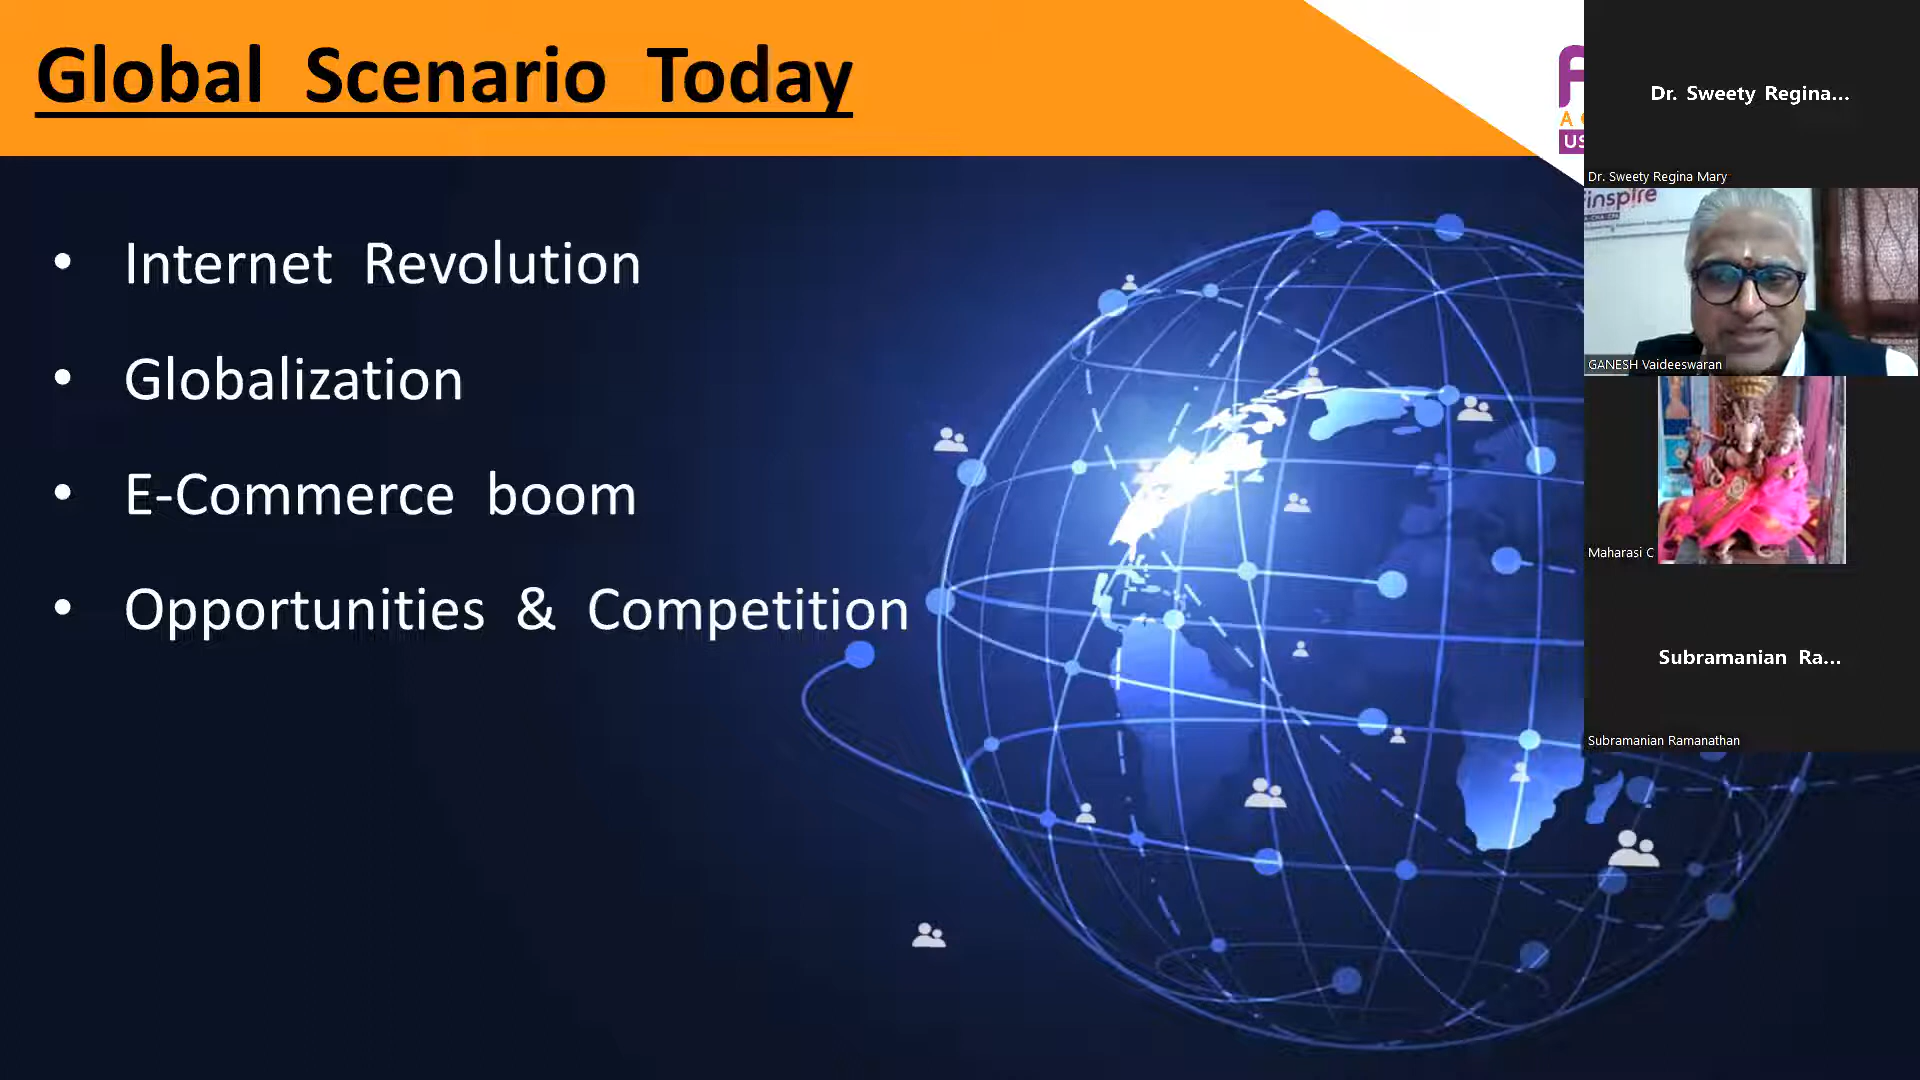 Global Scenario Today
• Internet Revolution
• Globalization
• E-Commerce boom
• Opportunities & Competition
Dr. Sweety Regina...
Dr. Sweety Regina Mary
inspire
GANESH Vaideeswaran
Maharasi C
Subramanian Ra...
Subramanian Ramanathan